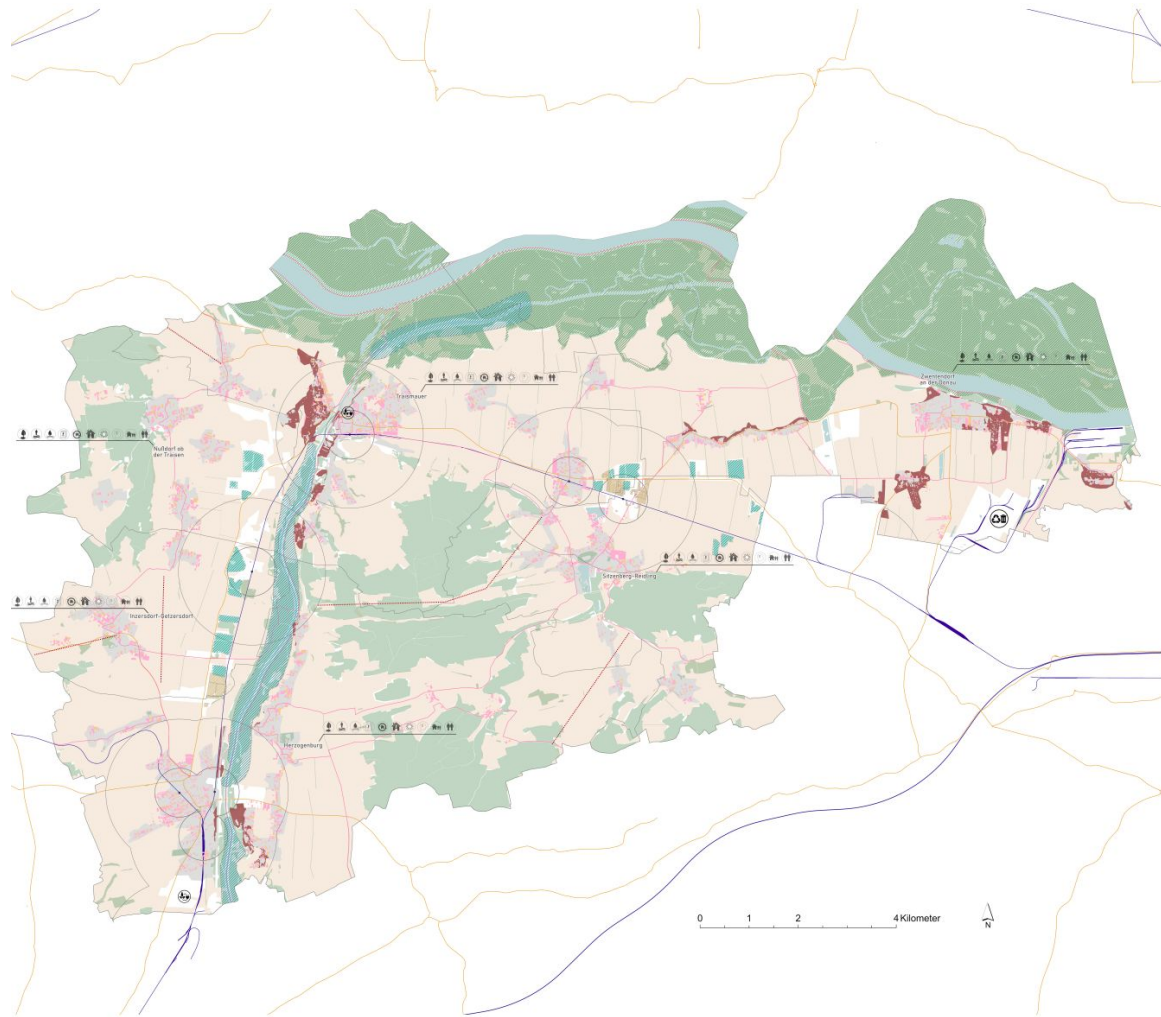 Zwentendorf
an der Donau
Traismauer
Nußdorf ob
der Traisen
Sitzenberg-Reidling
Inzersdorf-Getzersdorf
Herzogenburg
0 1 2 4 Kilometer
N